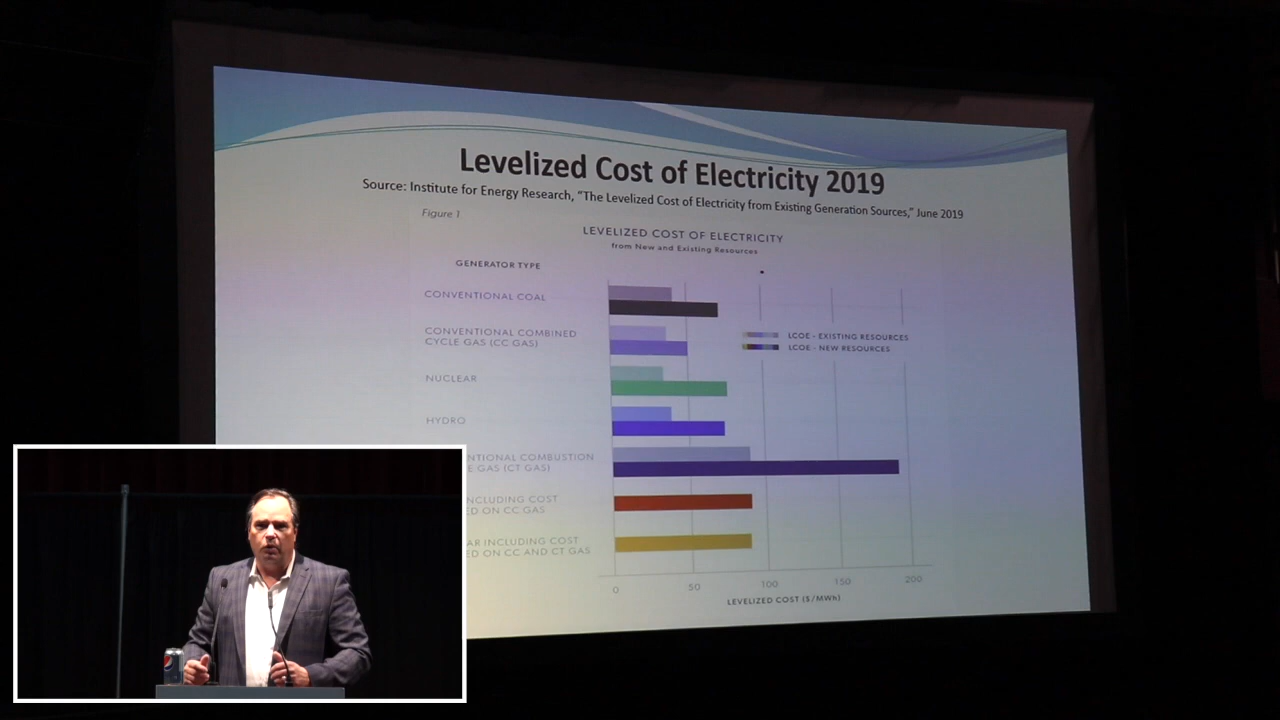 Levelized Cost of Electricity 2019
Source: Institute for Energy Research, "The Levelized Cost of Electricity from Existing Generation Sources," June 2019
Figure 1
LEVELIZED COST OF ELECTRICITY
from New and Existing Resources
GENERATOR TYPE
CONVENTIONAL COAL
CONVENTIONAL COMBINED
CYCLE GAS (CC GAS)
LCOE - EXISTING RESOURCES
LCOE - NEW RESOURCES
NUCLEAR
HYDRO
NTIONAL COMBUSTION
E GAS (CT GAS)
NCLUDING COST
ED ON CC GAS
AR INCLUDING COST
ED ON CC AND CT GAS
0 50 100 150 200
LEVELIZED COST ($/MWh)